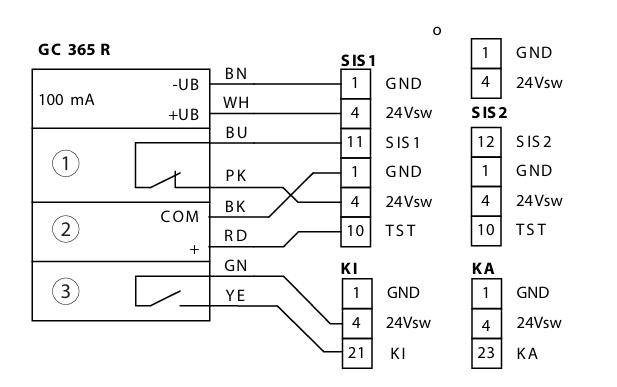 o
GC 365 R
SIS1
1 GND
4 24Vsw
BN
-UB
100 mA
+UB
WH
1 GND
4 24Vsw
11 SIS1
1 GND
4 24Vsw
10 TST
SIS2
12 SIS2
1 GND
4 24Vsw
10 TST
BU
1
PK
2
COM
BK
+
RD
3
GN
YE
KI
1 GND
4 24Vsw
21 KI
KA
1 GND
4 24Vsw
23 KA